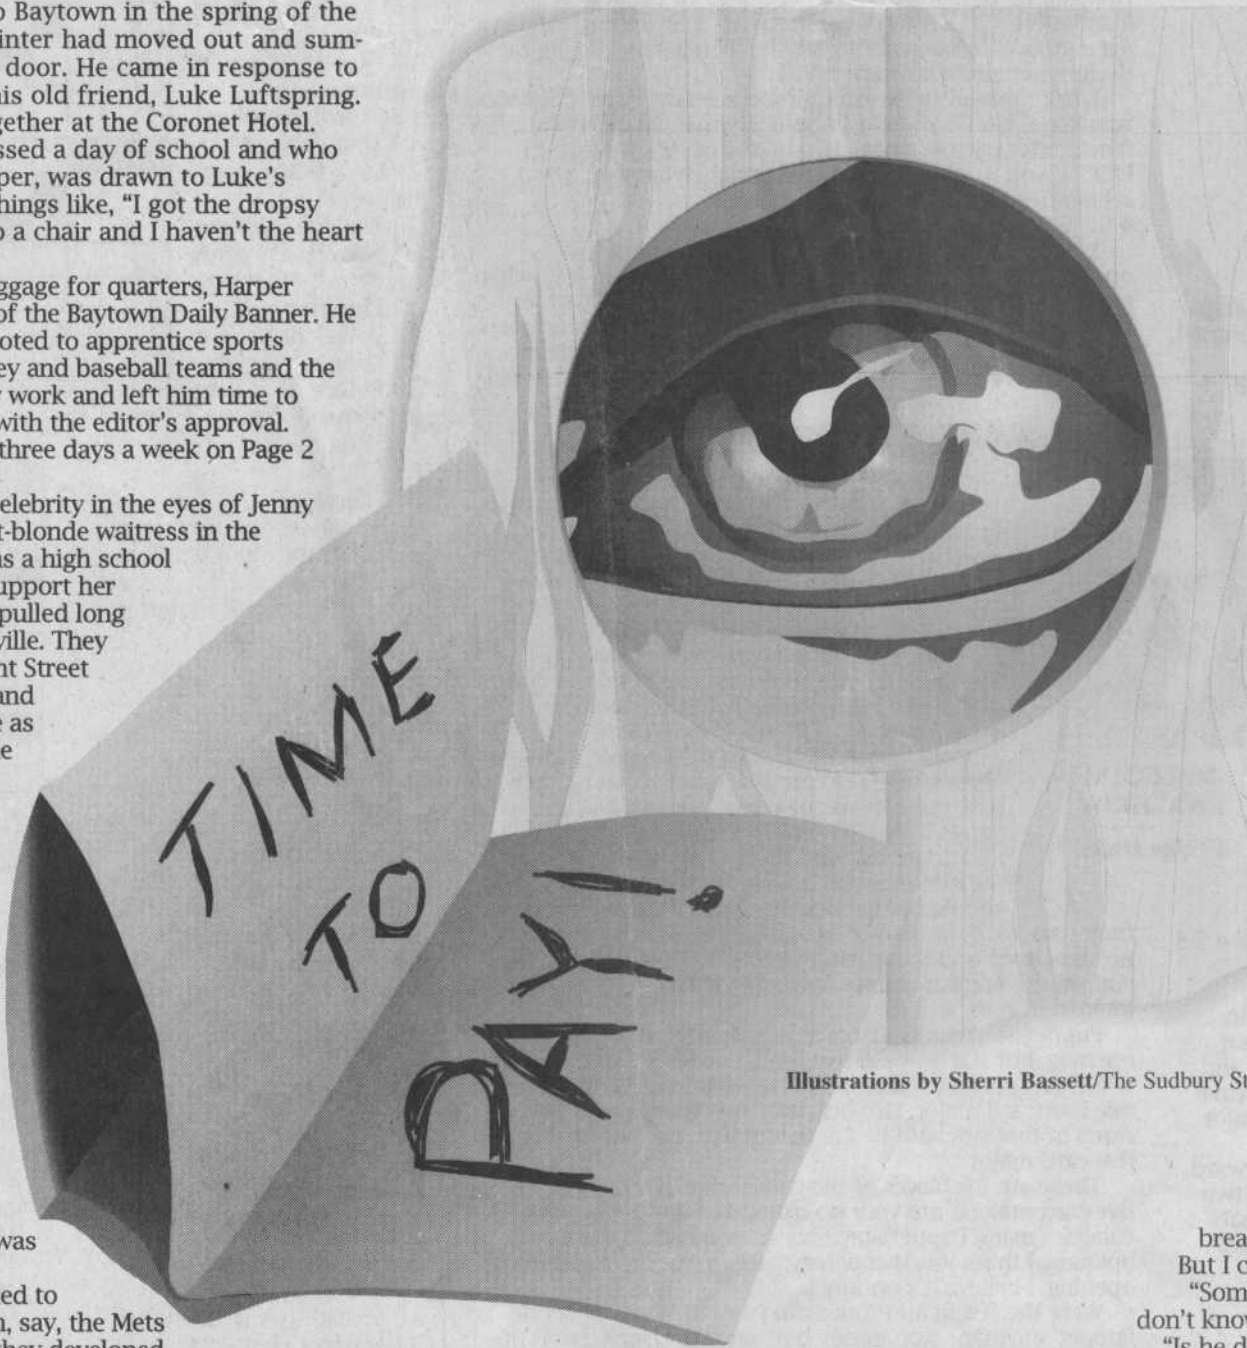 Baytown in the spring of the
inter had moved out and sum-
door. He came in response to
his old friend, Luke Luftspring.
gether at the Coronet Hotel.
ssed a day of school and who
per, was drawn to Luke's
hings like, “I got the dropsy
o a chair and I haven't the heart
ggage for quarters, Harper
of the Baytown Daily Banner. He
oted to apprentice sports
ey and baseball teams and the
work and left him time to
with the editor's approval.
three days a week on Page 2
elebrity in the eyes of Jenny
t-blonde waitress in the
as a high school
upport her
pulled long
ville. They
nt Street
and
e as
e
TIME
TO
PAY!
Illustrations by Sherri Bassett/The Sudbury St
was
ed to
n, say, the Mets
they developed
brea
But I c
“Som
don't know
“Is he d